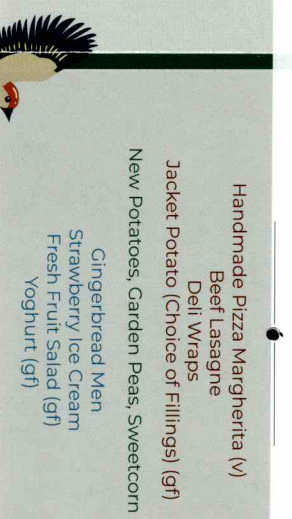 Handmade Pizza Margherita (v)
Beef Lasagne
Deli Wraps
Jacket Potato (Choice of Fillings) (gf)
New Potatoes, Garden Peas, Sweetcorn
Gingerbread Men
Strawberry Ice Cream
Fresh Fruit Salad (gf)
Yoghurt (gf)